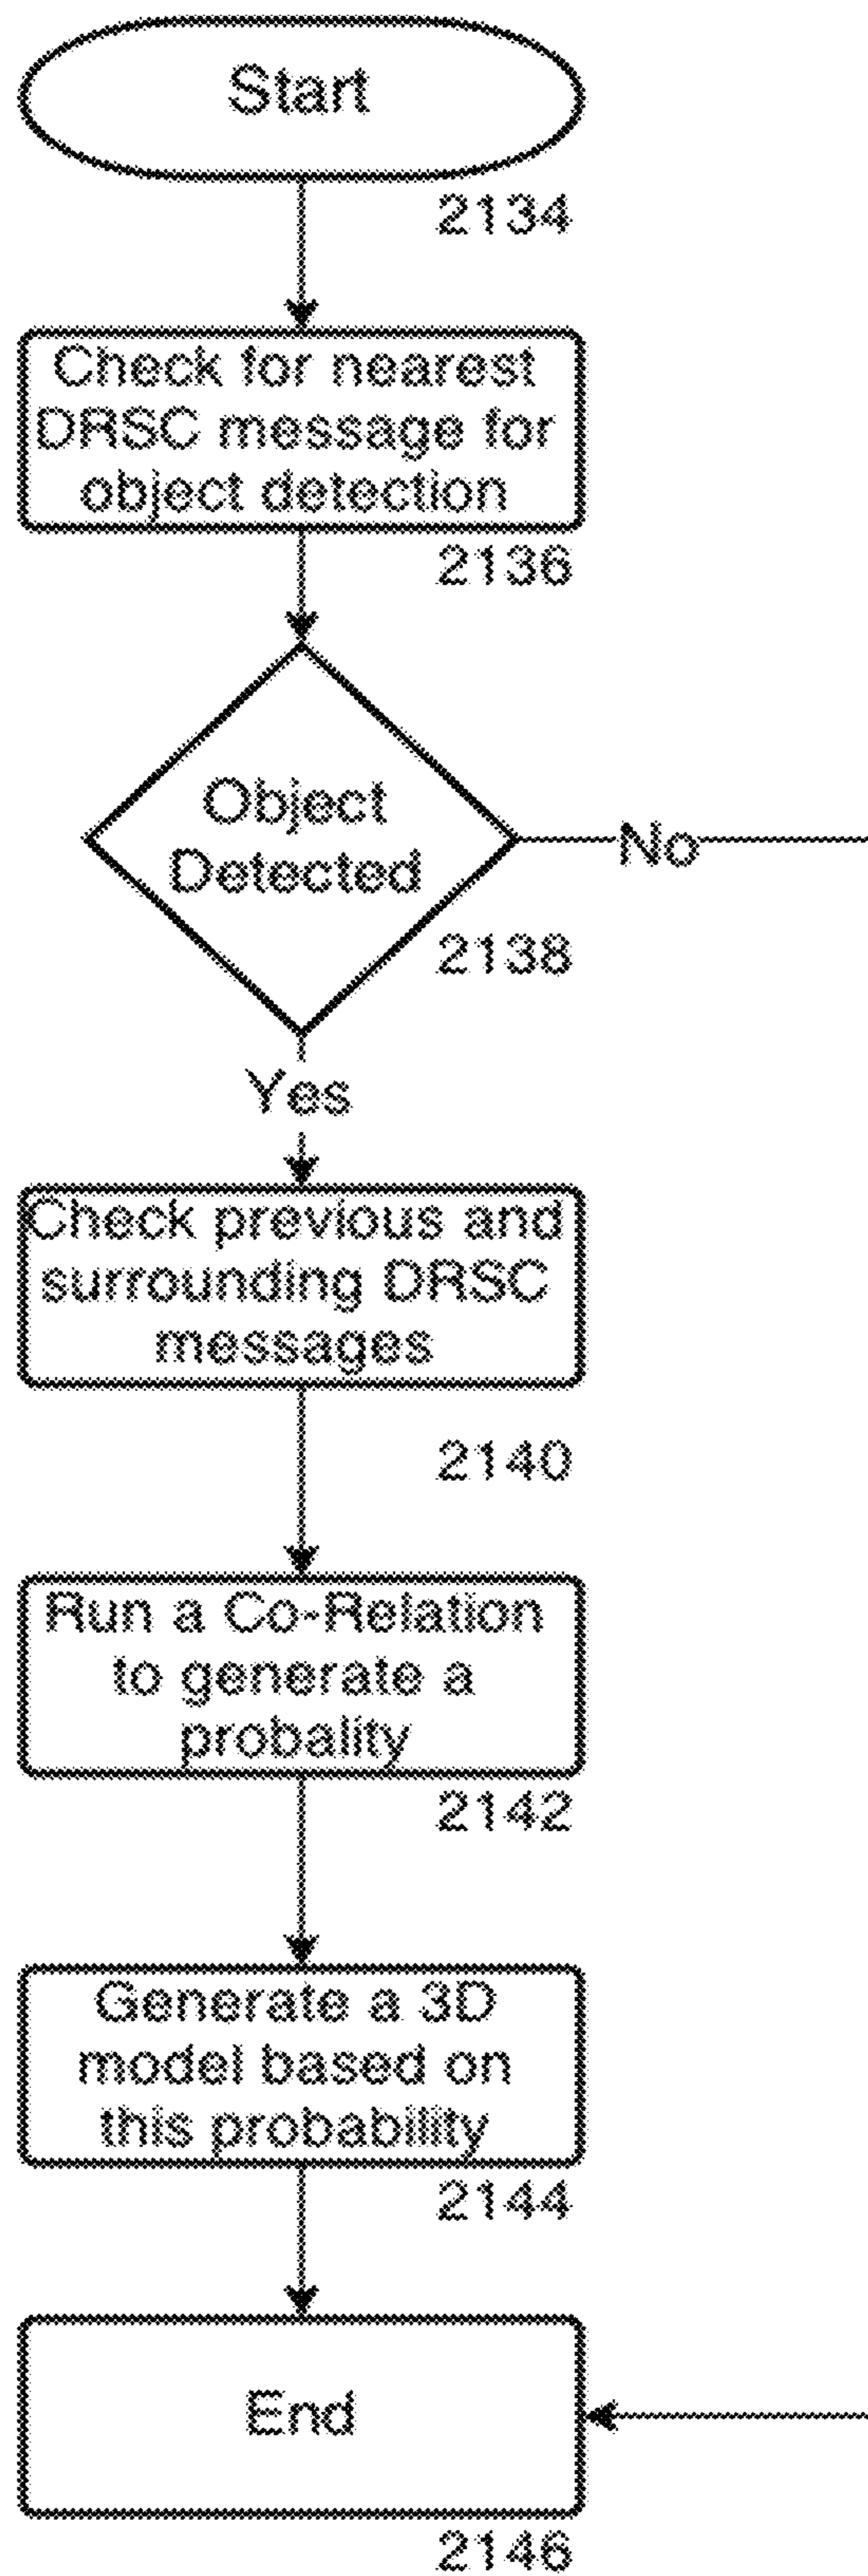 Start
2134
Check for nearest
DRSC message for
object detection
2136
Object
Detected
No
2138
Yes
Check previous and
surrounding DRSC
messages
2140
Run a Co-Relation
to generate a
probality
2142
Generate a 3D
model based on
this probability
2144
End
2146